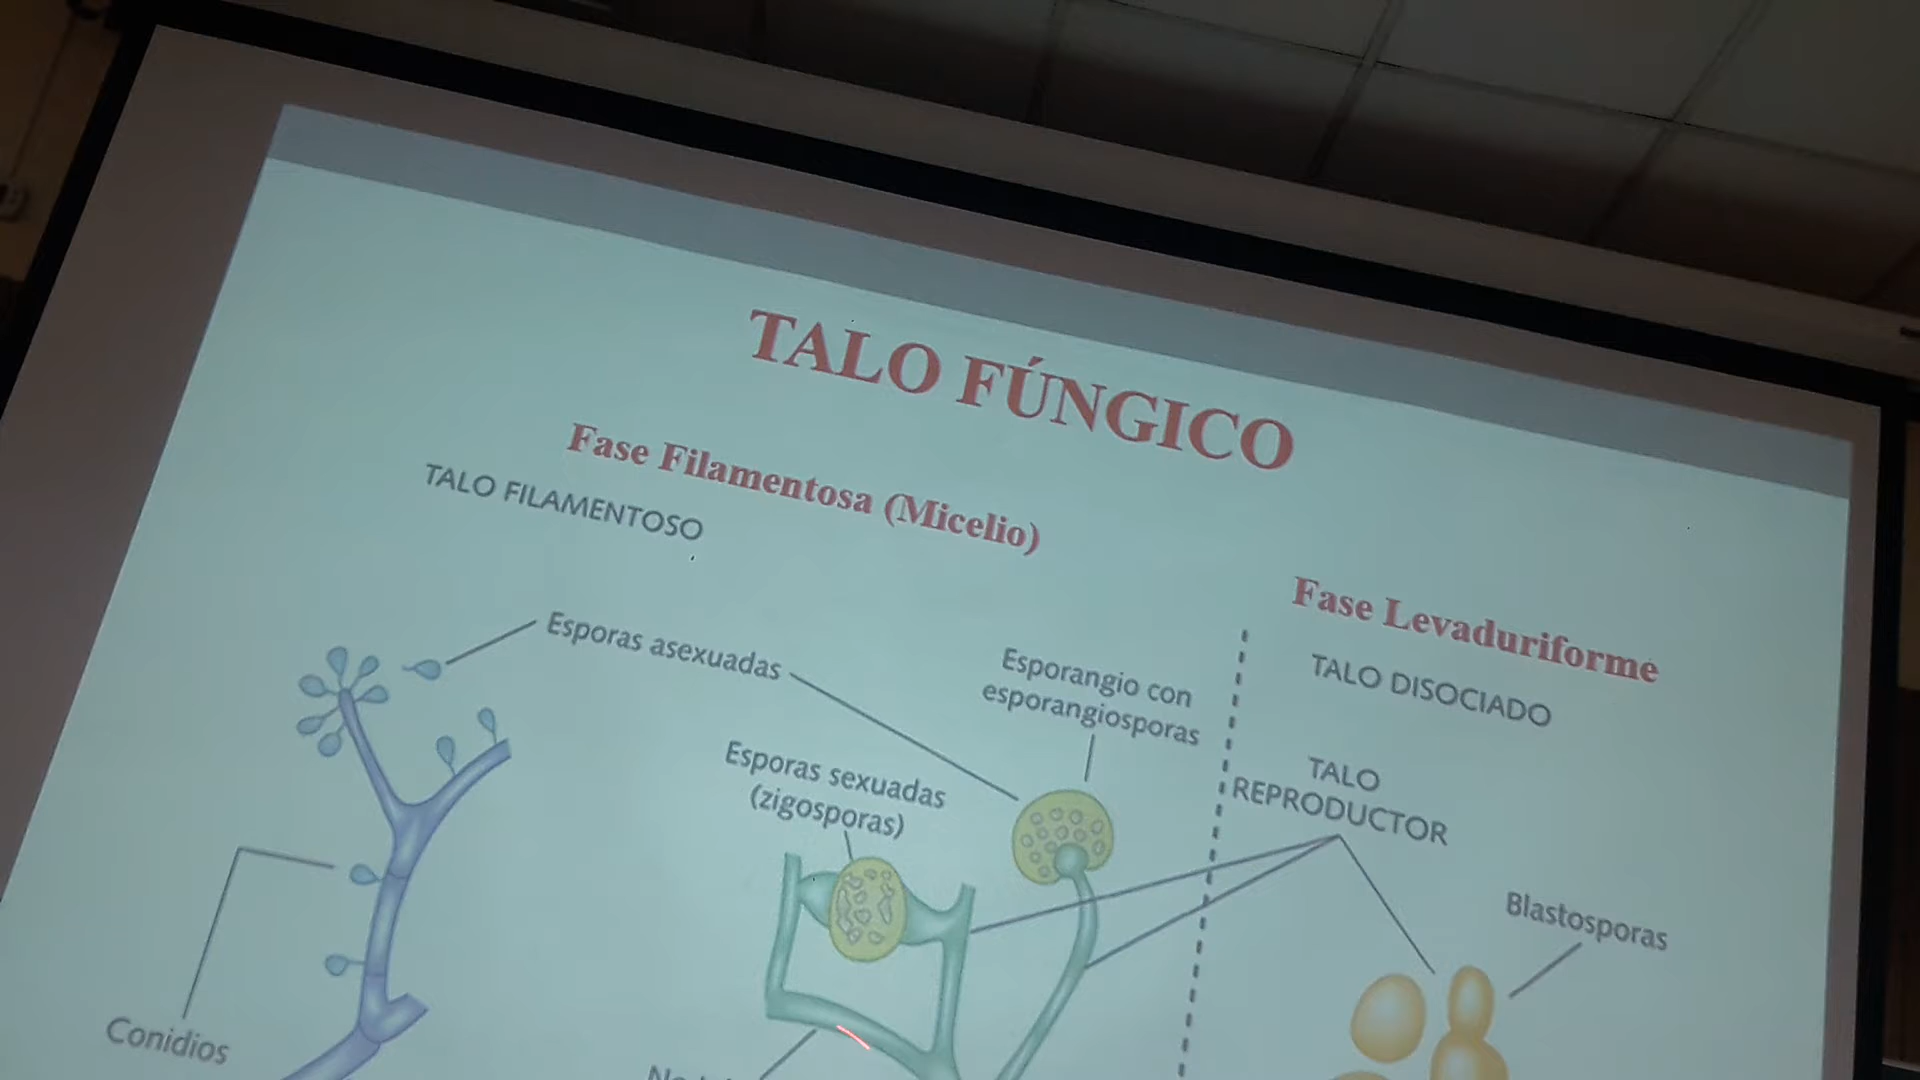 TALO FÚNGICO
Fase Filamentosa (Micelio)
TALO FILAMENTOSO
Fase Levaduriforme
TALO DISOCIADO
Esporas asexuadas
Esporangio con
esporangiosporas
Esporas sexuadas
(zigosporas)
TALO
REPRODUCTOR
Blastosporas
Conidios